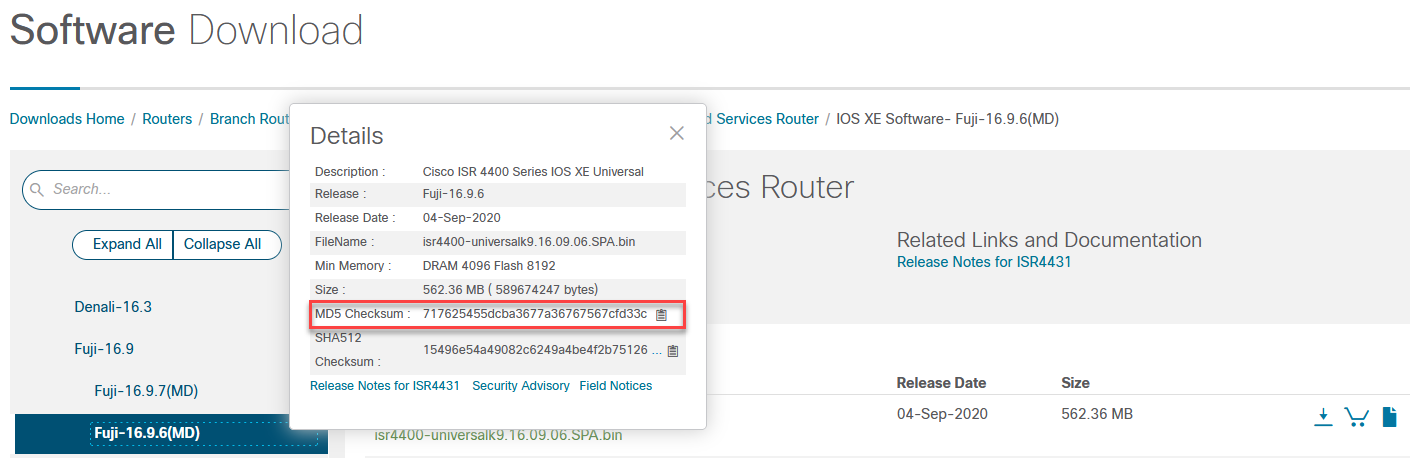 Software Download
Downloads Home / Routers / Branch Rout
d Services Router / IOS XE Software- Fuji-16.9.6(MD)
Search...
Expand All
Collapse All
Denali-16.3
Fuji-16.9
Fuji-16.9.7(MD)
Fuji-16.9.6(MD)
Details
Description : Cisco ISR 4400 Series IOS XE Universal
Release : Fuji-16.9.6
Release Date : 04-Sep-2020
FileName : isr4400-universalk9.16.09.06.SPA.bin
Min Memory : DRAM 4096 Flash 8192
Size : 562.36 MB ( 589674247 bytes)
MD5 Checksum : 717625455dcba3677a36767567cfd33c
SHA512
Checksum : 15496e54a49082c6249a4be4f2b75126 ...
Release Notes for ISR4431 Security Advisory Field Notices
ces Router
Related Links and Documentation
Release Notes for ISR4431
Release Date Size
04-Sep-2020 562.36 MB
isr4400-universalk9.16.09.06.SPA.bin